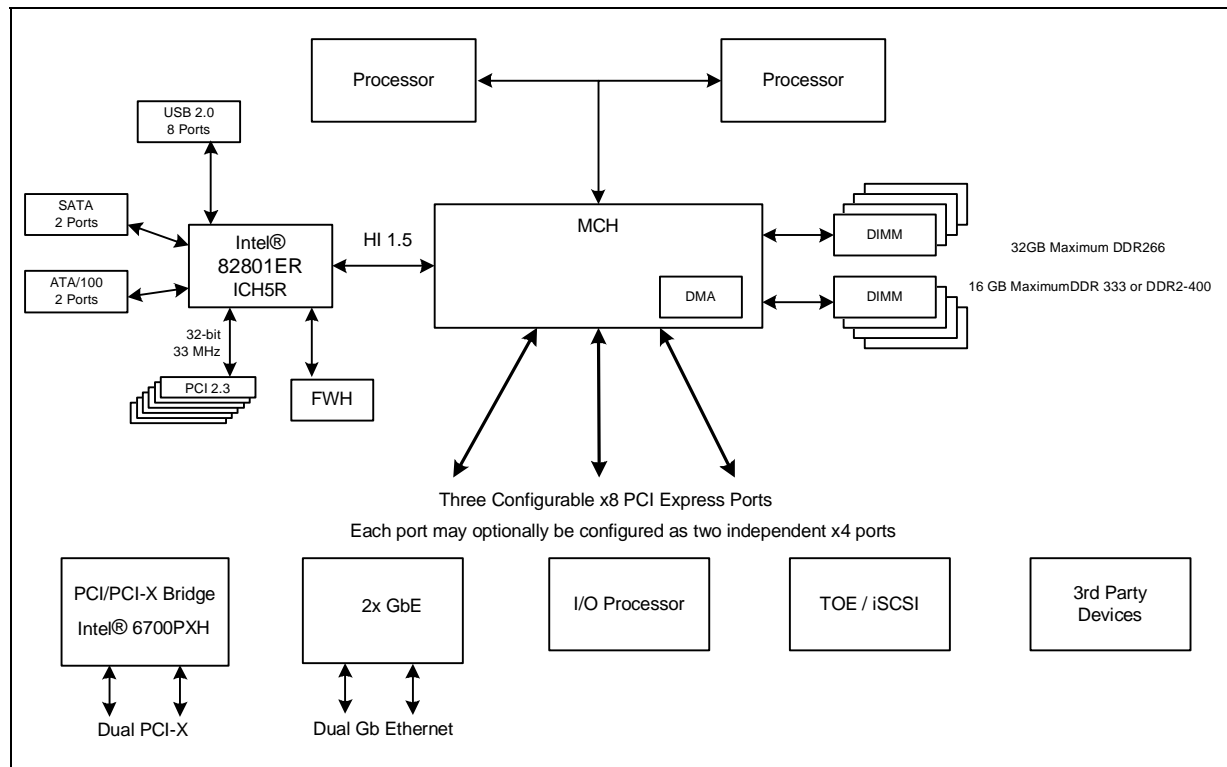 Processor
Processor
USB 2.0
8 Ports
SATA
2 Ports
ATA/100
2 Ports
Intel®
82801ER
ICH5R
HI 1.5
MCH
DMA
DIMM
DIMM
32GB Maximum DDR266
16 GB MaximumDDR 333 or DDR2-400
32-bit
33 MHz
PCI 2.3
FWH
Three Configurable x8 PCI Express Ports
Each port may optionally be configured as two independent x4 ports
PCI/PCI-X Bridge
Intel® 6700PXH
2x GbE
I/O Processor
TOE / iSCSI
3rd Party
Devices
Dual PCI-X
Dual Gb Ethernet